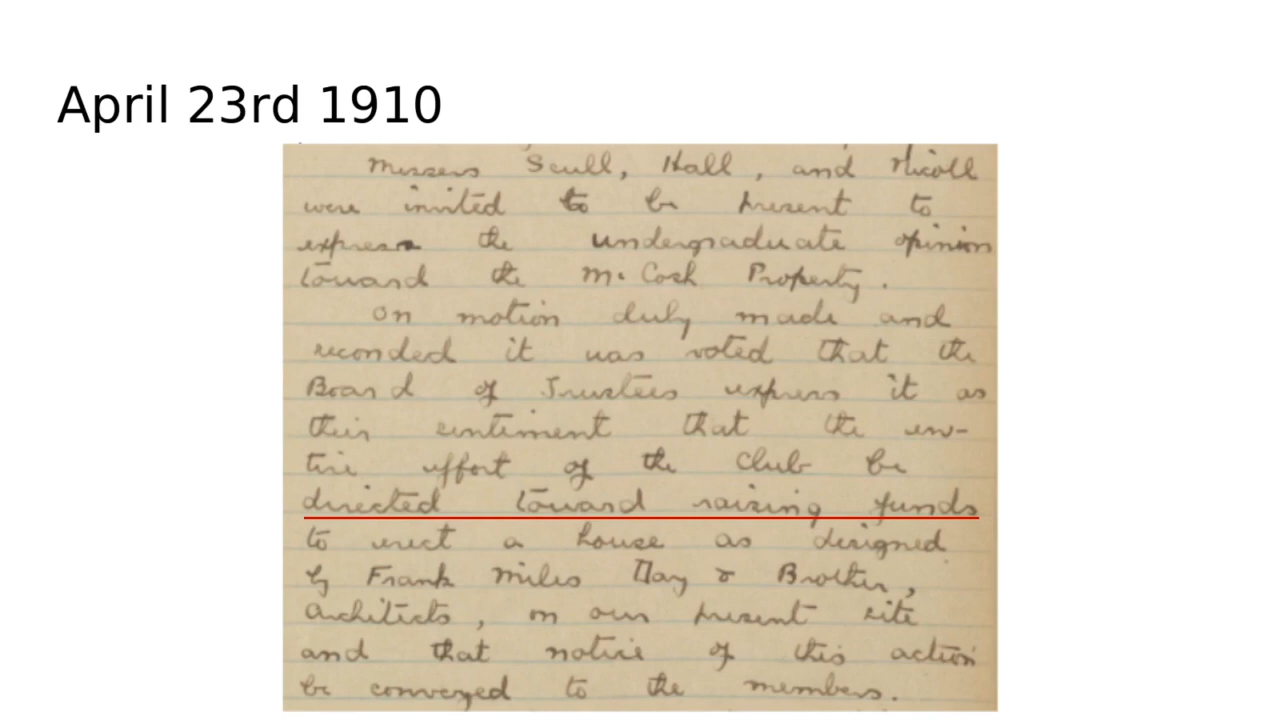 April 23rd 1910
Messers Scull, Hall, and Nicoll
were invited to be present to
express the undergraduate opinion
toward the McCosh Property.
On motion duly made and
seconded it was voted that the
Board of Trustees express it as
their sentiment that the en-
tire effort of the Club be
directed toward raising funds
to erect a house as designed
by Frank Miles Day & Brother,
Architects, on our present site
and that notice of this action
be conveyed to the members.